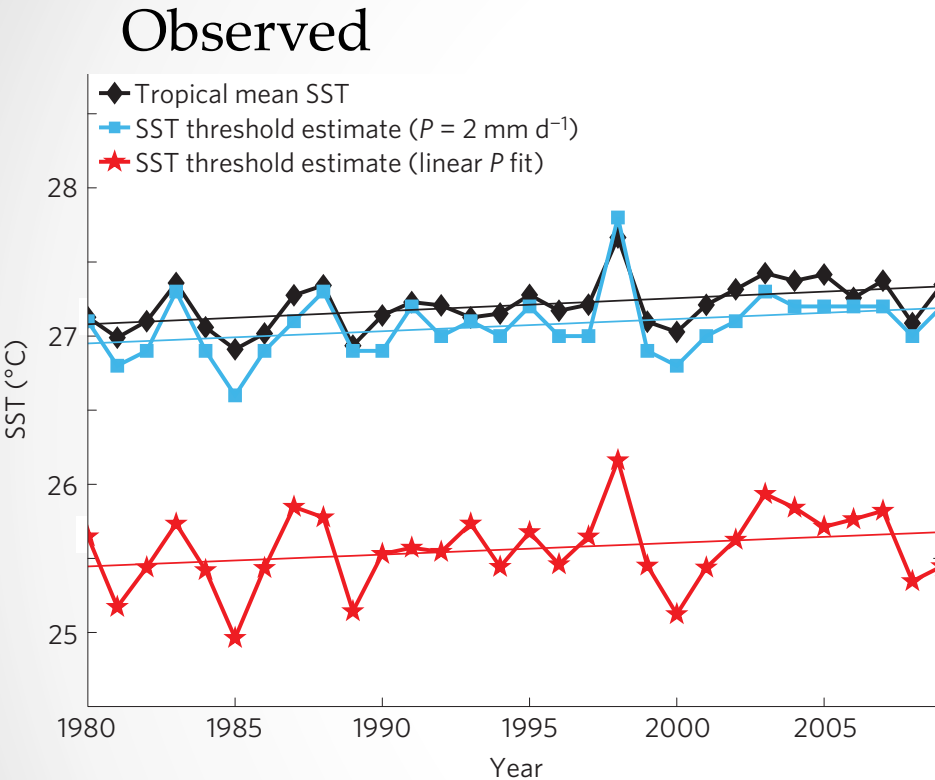 Observed
Tropical mean SST
SST threshold estimate (P = 2 mm d⁻¹)
SST threshold estimate (linear P fit)
28
27
26
25
SST (°C)
1980 1985 1990 1995 2000 2005
Year